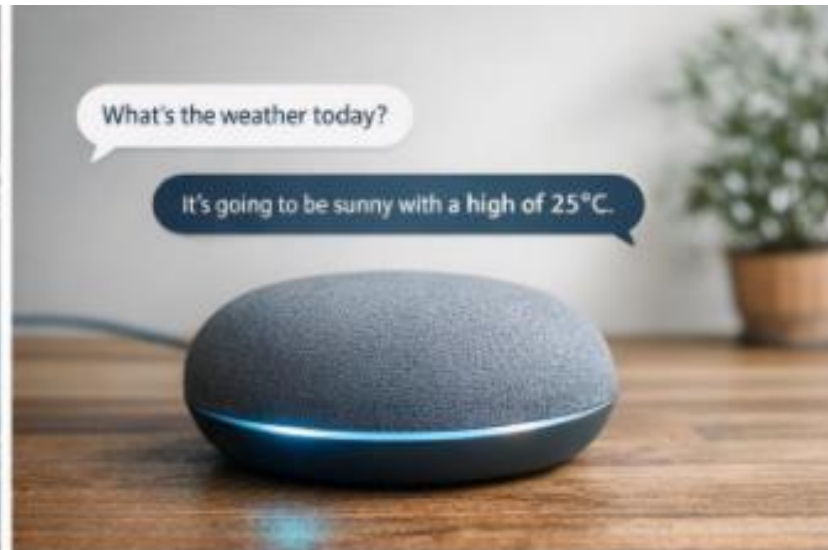 What's the weather today?
It's going to be sunny with a high of 25°C.